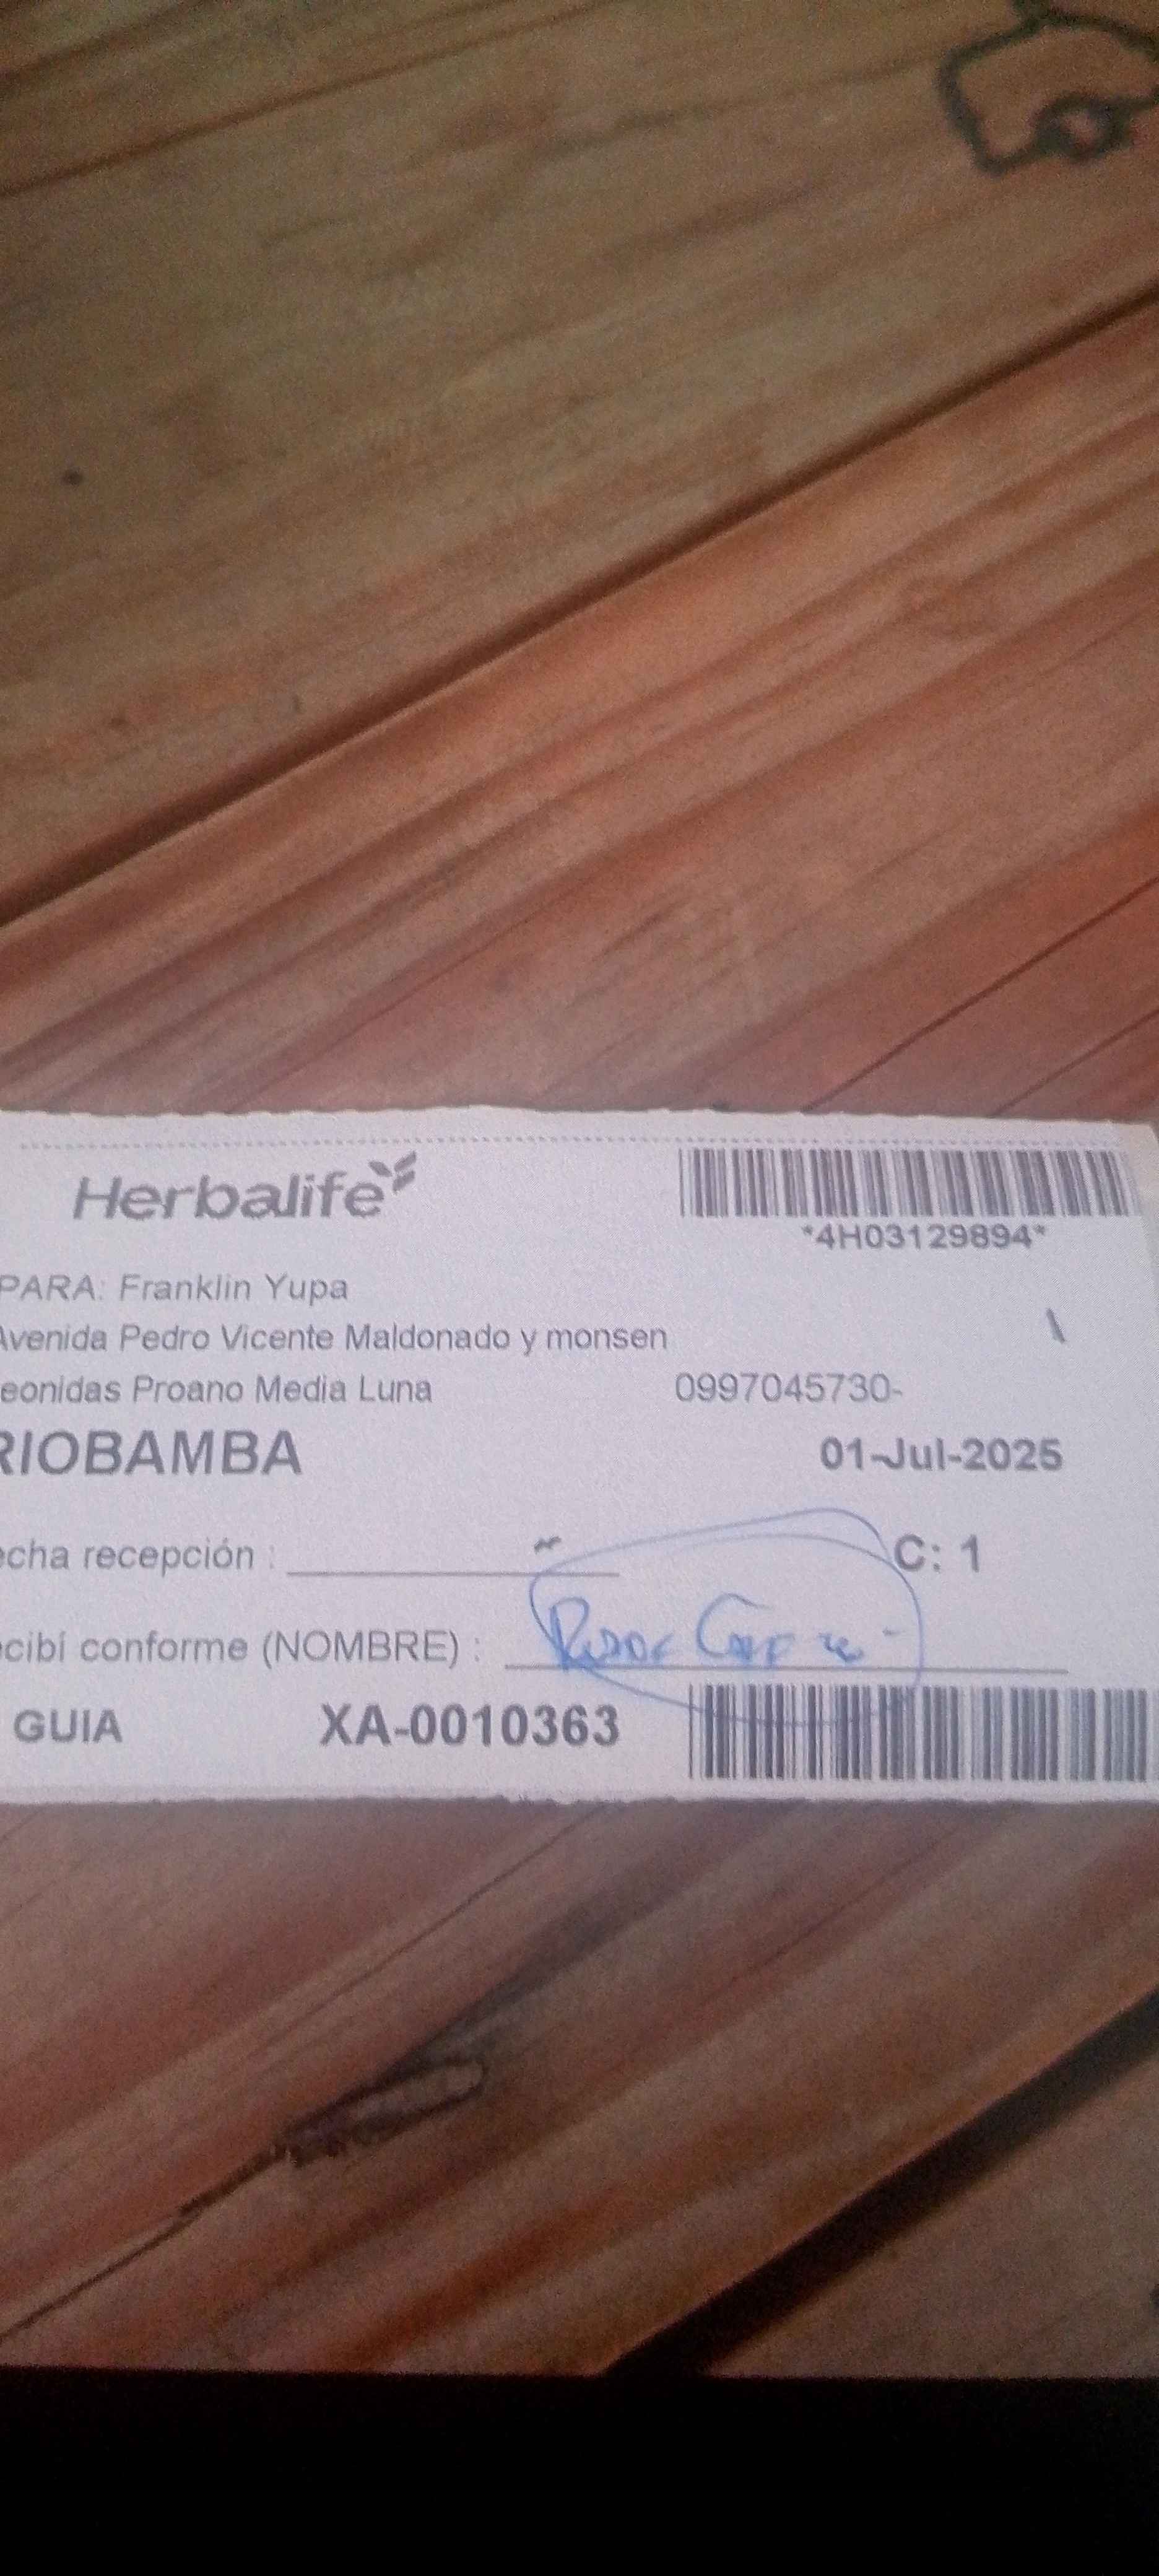 Herbalife
*4H03129894*
PARA: Franklin Yupa
Avenida Pedro Vicente Maldonado y monsen
eonidas Proano Media Luna 0997045730-
RIOBAMBA 01-Jul-2025
echa recepción : C: 1
cibí conforme (NOMBRE) :
GUIA XA-0010363